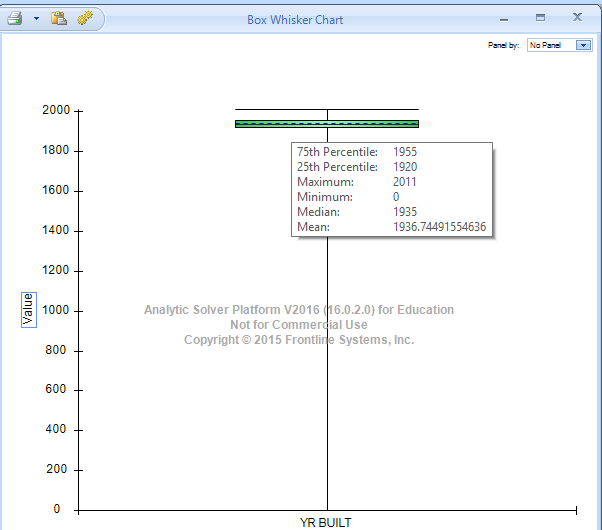 Box Whisker Chart
Panel by: No Panel
2000
1800
1600
1400
1200
1000
800
600
400
200
0
Value
75th Percentile: 1955
25th Percentile: 1920
Maximum: 2011
Minimum: 0
Median: 1935
Mean: 1936.74491554636
Analytic Solver Platform V2016 (16.0.2.0) for Education
Not for Commercial Use
Copyright © 2015 Frontline Systems, Inc.
YR BUILT